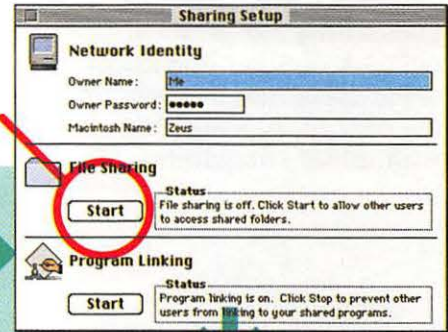 Sharing Setup
Network Identity
Owner Name: Me
Owner Password: •••••
Macintosh Name: Zeus
File Sharing
Status
Start
File sharing is off. Click Start to allow other users
to access shared folders.
Program Linking
Status
Start
Program linking is on. Click Stop to prevent other
users from linking to your shared programs.